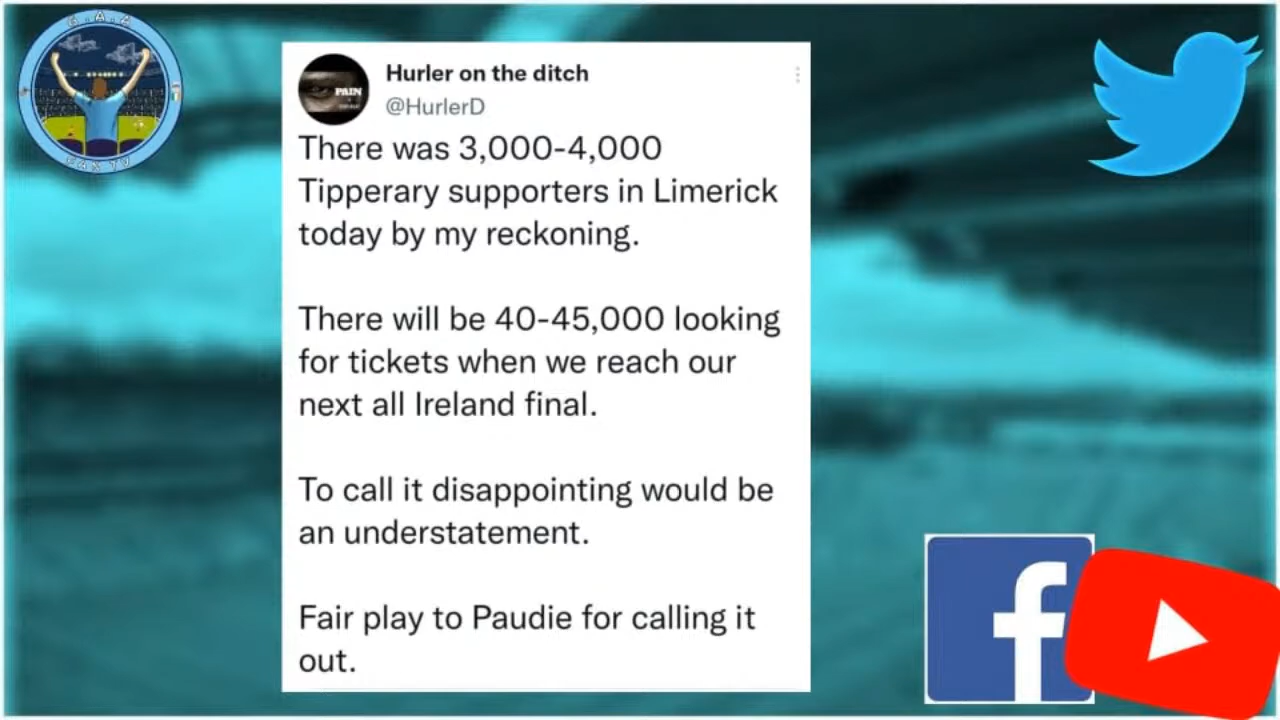 G.A.A
Hurler on the ditch
@HurlerD
PAIN
There was 3,000-4,000
Tipperary supporters in Limerick
today by my reckoning.
There will be 40-45,000 looking
for tickets when we reach our
next all Ireland final.
To call it disappointing would be
an understatement.
Fair play to Paudie for calling it
out.